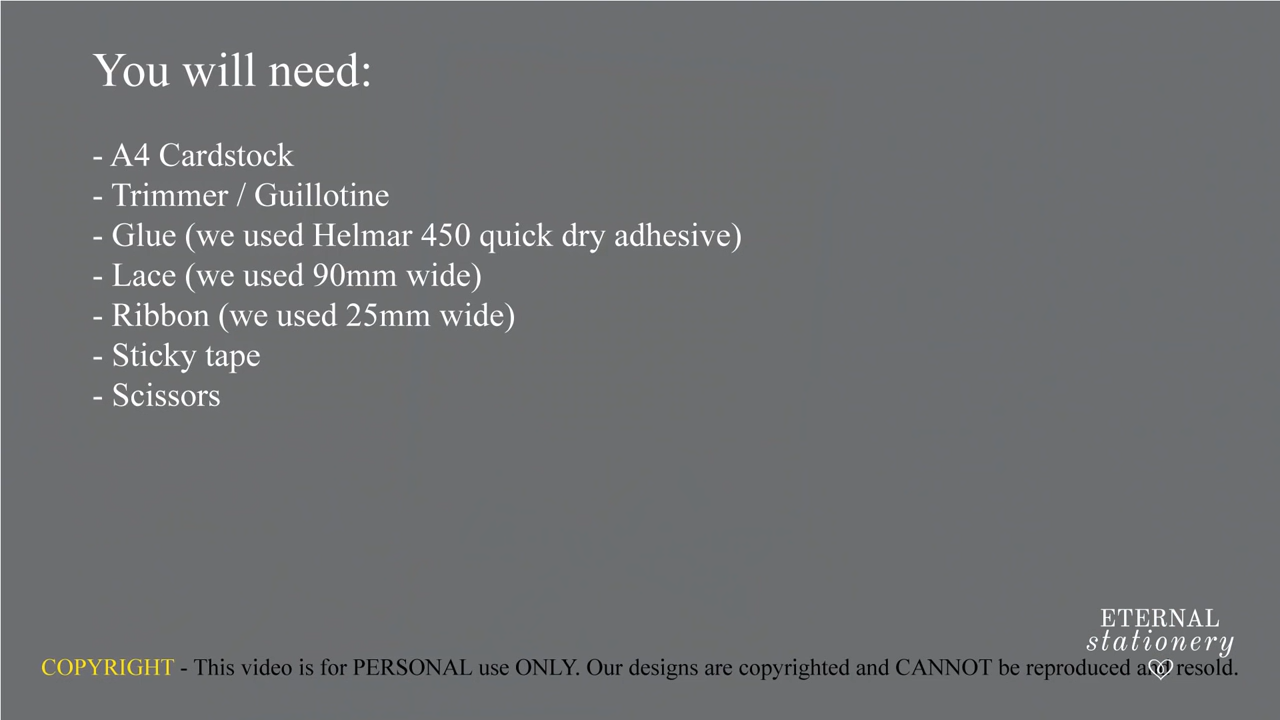 You will need:
- A4 Cardstock
- Trimmer / Guillotine
- Glue (we used Helmar 450 quick dry adhesive)
- Lace (we used 90mm wide)
- Ribbon (we used 25mm wide)
- Sticky tape
- Scissors
ETERNAL
stationery
COPYRIGHT - This video is for PERSONAL use ONLY. Our designs are copyrighted and CANNOT be reproduced and resold.